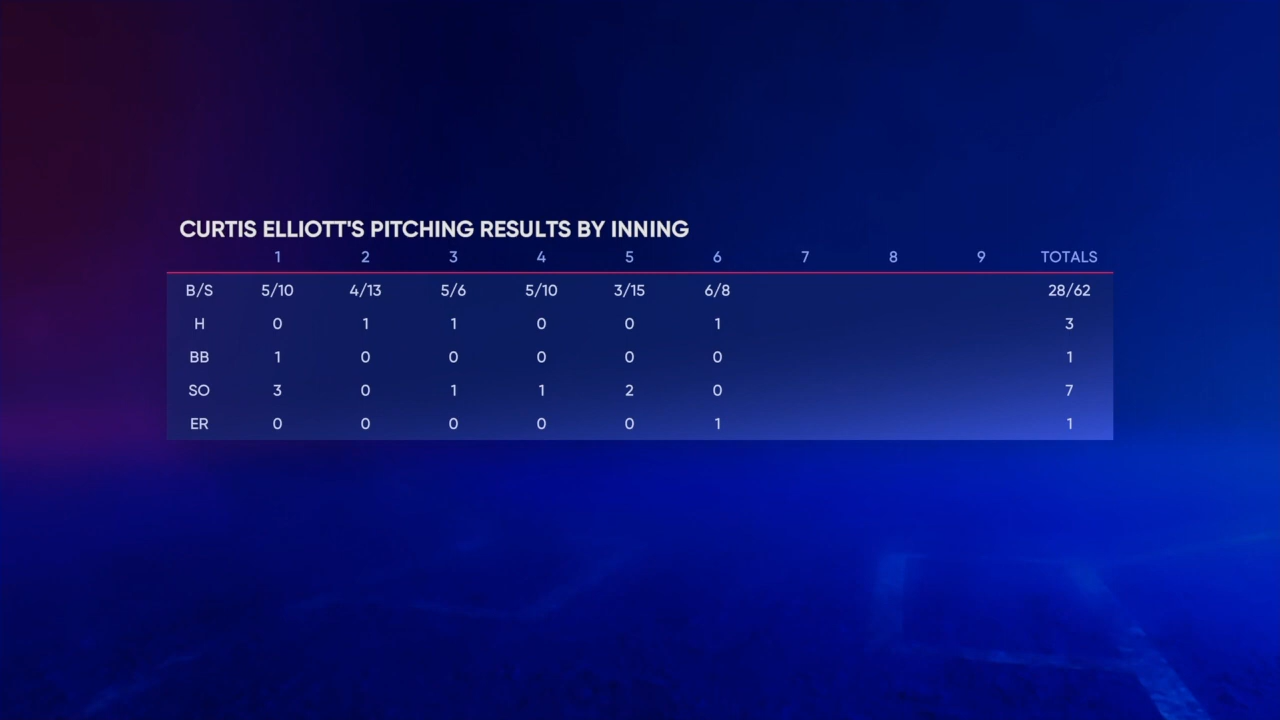 CURTIS ELLIOTT'S PITCHING RESULTS BY INNING
1 2 3 4 5 6 7 8 9 TOTALS
B/S 5/10 4/13 5/6 5/10 3/15 6/8 28/62
H 0 1 1 0 0 1 3
BB 1 0 0 0 0 0 1
SO 3 0 1 1 2 0 7
ER 0 0 0 0 0 1 1